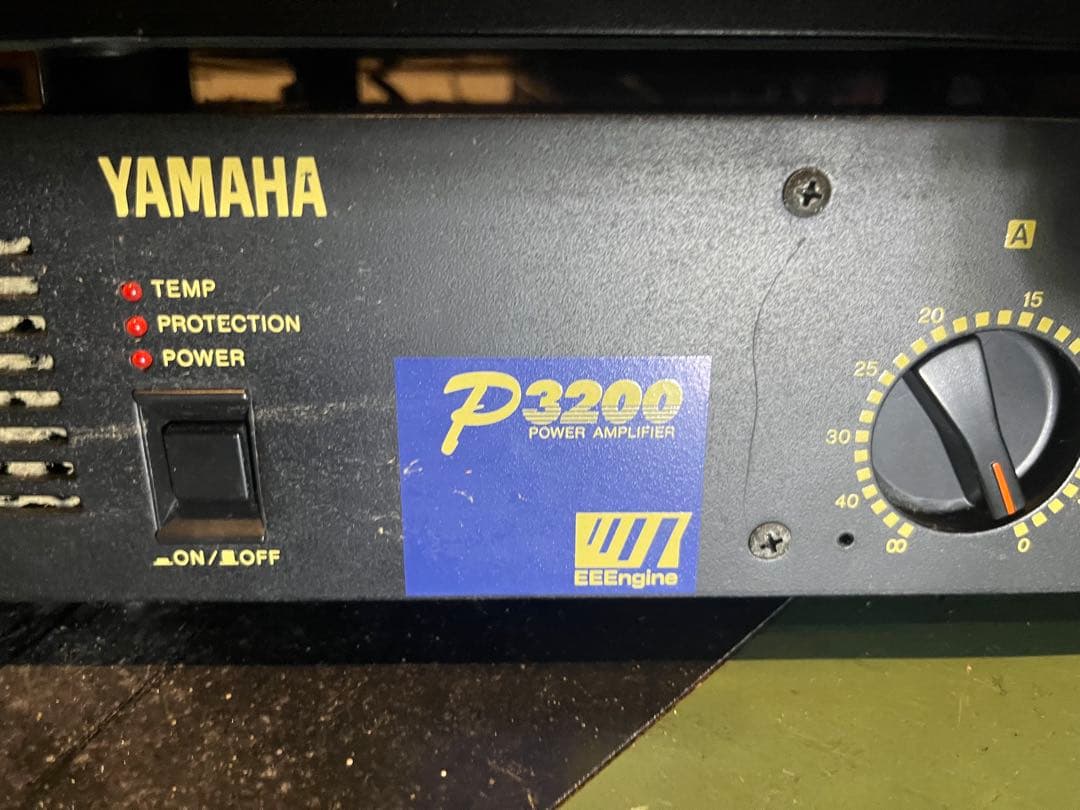 YAMAHA
TEMP
PROTECTION
POWER
ON/OFF
P3200
POWER AMPLIFIER
EEEngine
A
15
20
25
30
40
∞
0